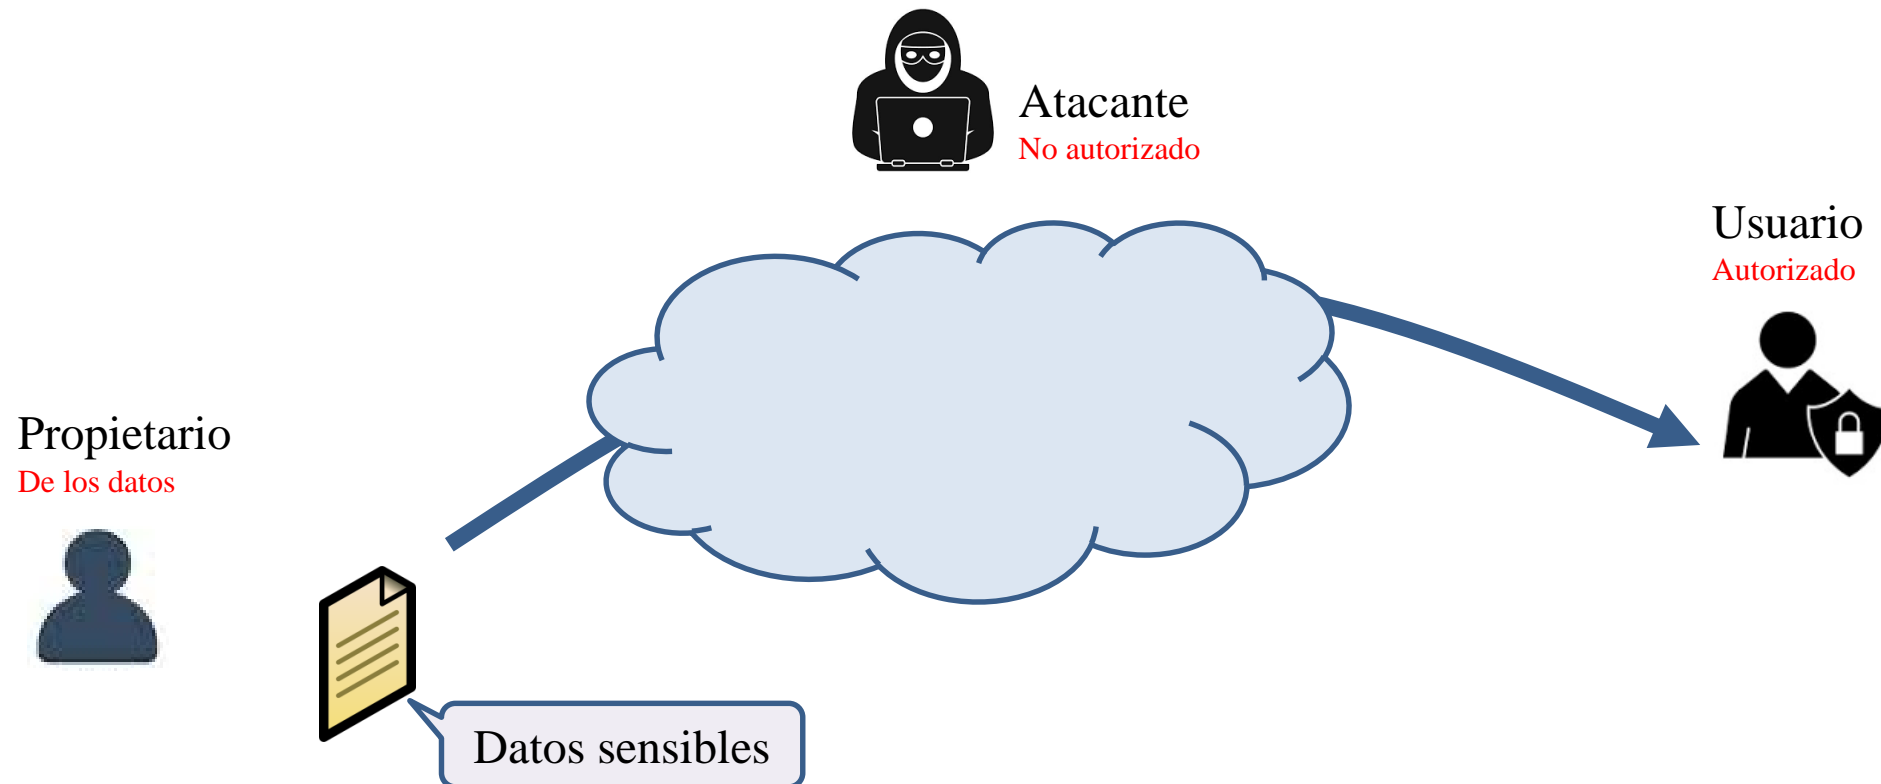 Atacante
No autorizado
Usuario
Autorizado
Propietario
De los datos
Datos sensibles